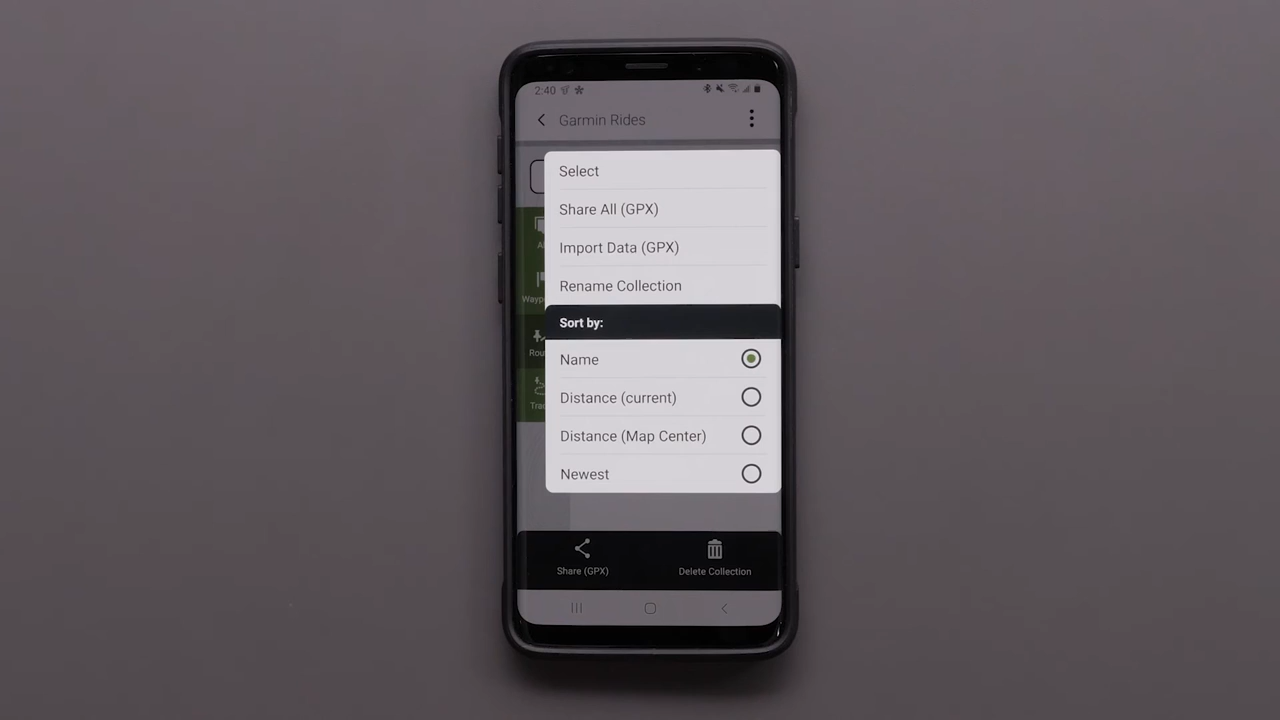 2:40
Garmin Rides
Select
Share All (GPX)
Import Data (GPX)
Rename Collection
Sort by:
Name
Distance (current)
Distance (Map Center)
Newest
Share (GPX)
Delete Collection